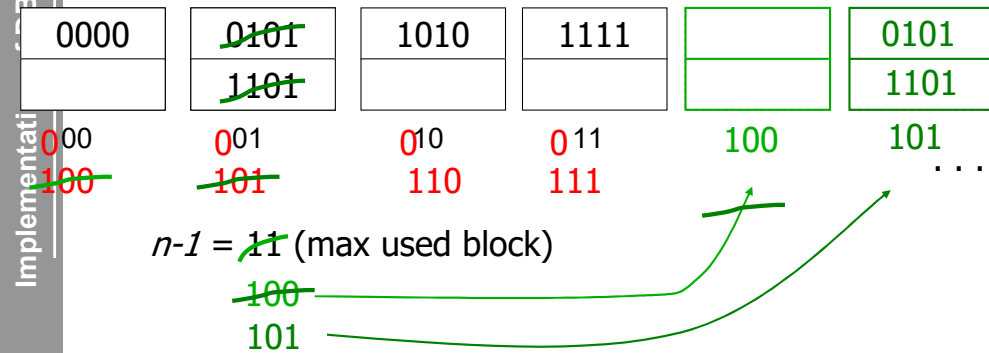 Implementati
0000 0101 1010 1111 0101
1101 1101
000 001 010 011 100 101
100 101 110 111 ...
n-1 = 11 (max used block)
100
101